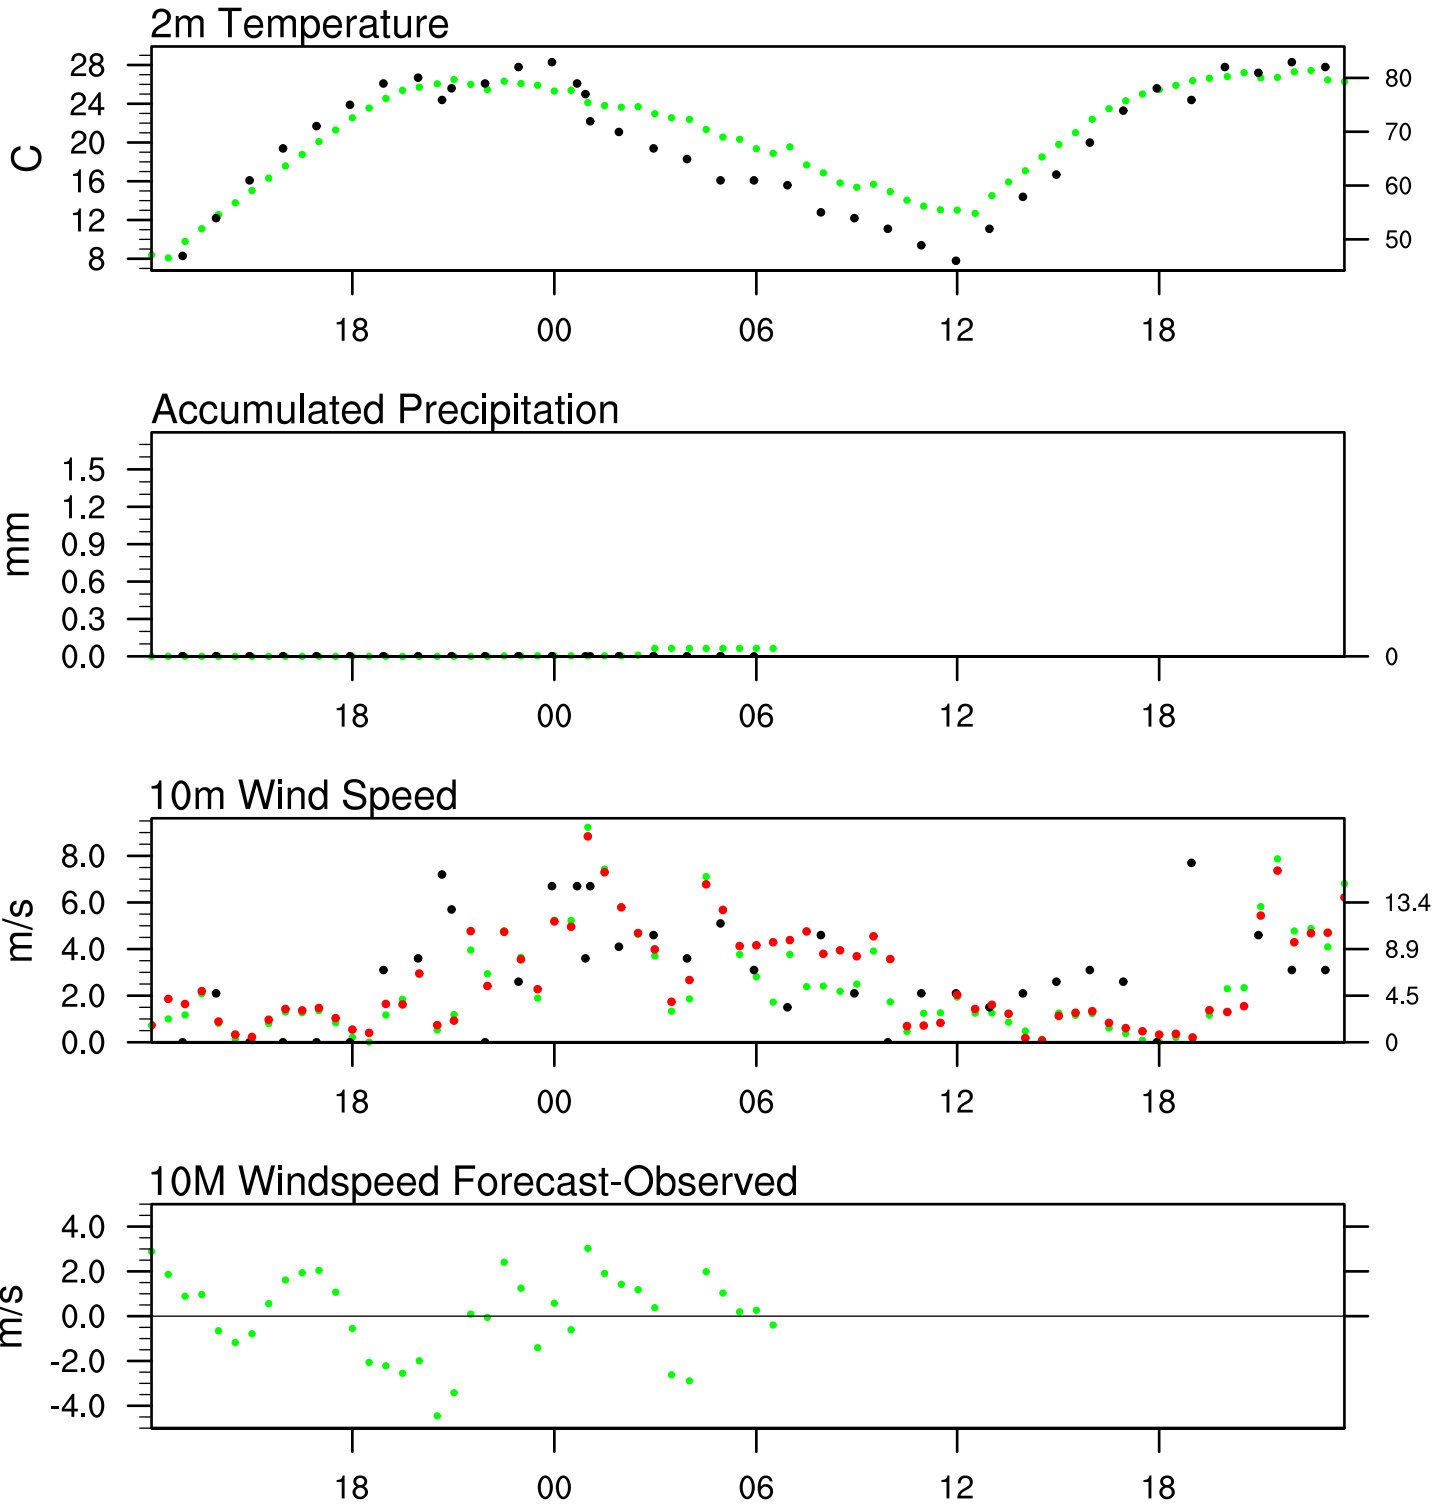 2m Temperature
28
24
20
16
12
8
C
80
70
60
50
18 00 06 12 18
Accumulated Precipitation
1.5
1.2
0.9
0.6
0.3
0.0
mm
0
18 00 06 12 18
10m Wind Speed
8.0
6.0
4.0
2.0
0.0
m/s
13.4
8.9
4.5
0
18 00 06 12 18
10M Windspeed Forecast-Observed
4.0
2.0
0.0
-2.0
-4.0
m/s
18 00 06 12 18